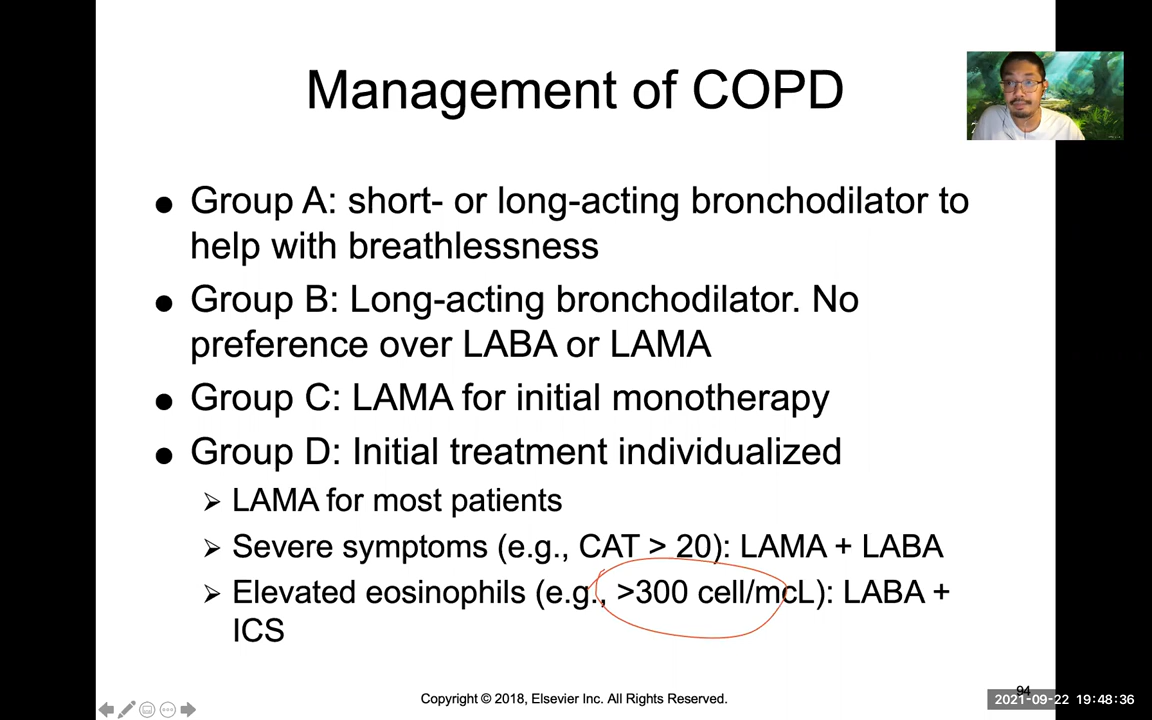 Management of COPD
● Group A: short- or long-acting bronchodilator to
help with breathlessness
● Group B: Long-acting bronchodilator. No
preference over LABA or LAMA
● Group C: LAMA for initial monotherapy
● Group D: Initial treatment individualized
➢ LAMA for most patients
➢ Severe symptoms (e.g., CAT > 20): LAMA + LABA
➢ Elevated eosinophils (e.g., >300 cell/mcL): LABA +
ICS
Copyright © 2018, Elsevier Inc. All Rights Reserved.
94
2021-09-22 19:48:36